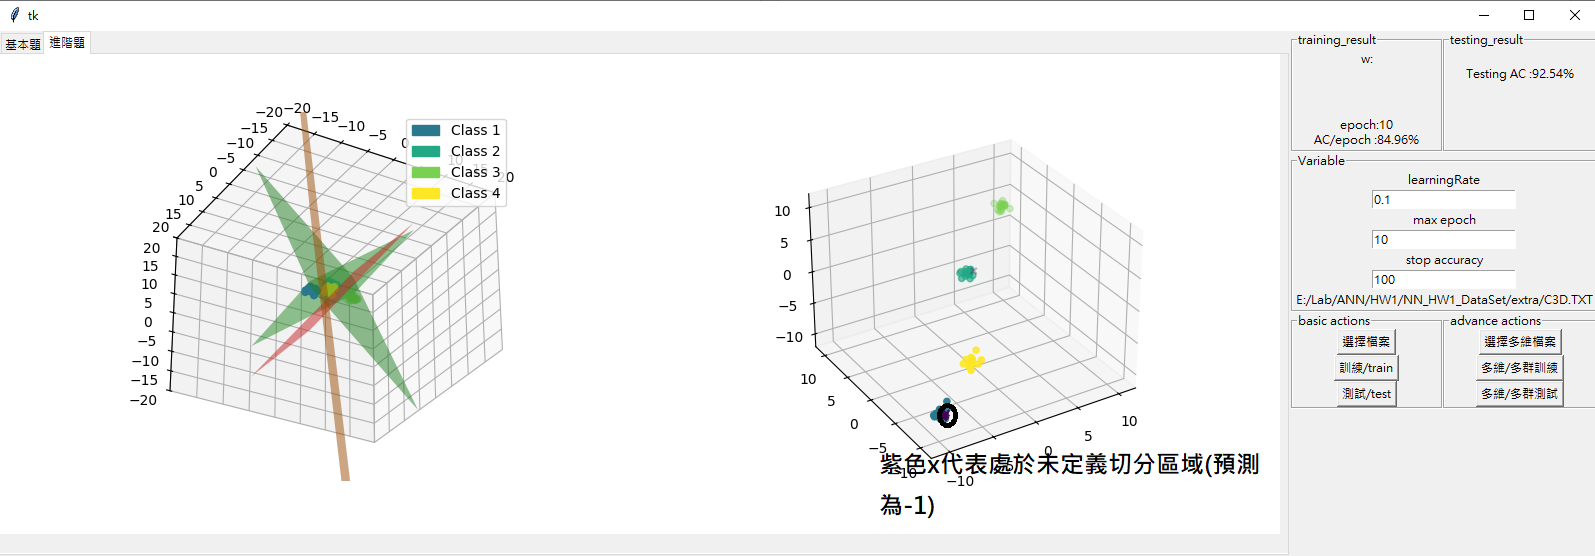 tk
基本題 進階題
−20 −15 −10 −5 0 5 10 15 20
−20 −15 −10 −5 0 10 15 20
20 15 10 5 0 −5 −10 −15 −20
Class 1
Class 2
Class 3
Class 4
10 5 0 −5 −10
10 5 0 −5 −10
−10 0 5 10
紫色x代表處於未定義切分區域(預測
為-1)
training_result
w:
epoch:10
AC/epoch :84.96%
testing_result
Testing AC :92.54%
Variable
learningRate
0.1
max epoch
10
stop accuracy
100
E:/Lab/ANN/HW1/NN_HW1_DataSet/extra/C3D.TXT
basic actions
選擇檔案
訓練/train
測試/test
advance actions
選擇多維檔案
多維/多群訓練
多維/多群測試